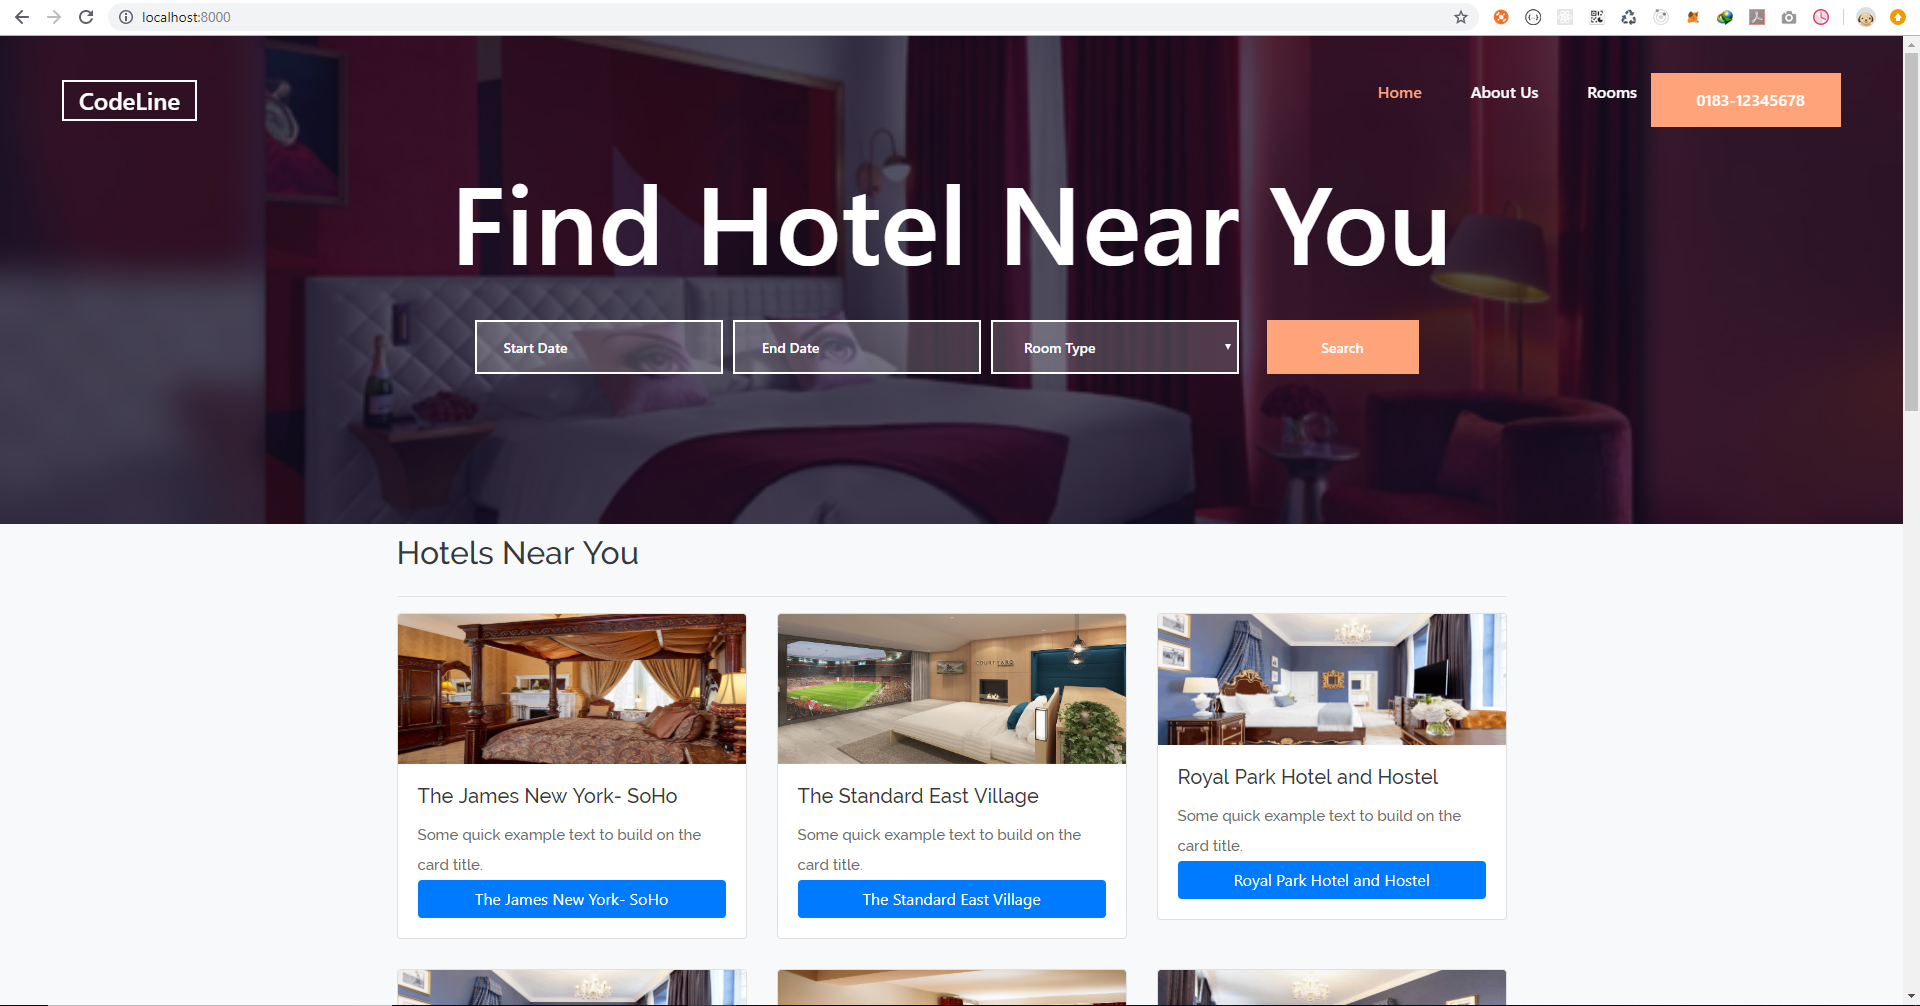 localhost:8000
CodeLine
Home
About Us
Rooms
0183-12345678
Find Hotel Near You
Start Date
End Date
Room Type
Search
Hotels Near You
COURTYARD
The James New York- SoHo
Some quick example text to build on the
card title.
The James New York- SoHo
The Standard East Village
Some quick example text to build on the
card title.
The Standard East Village
Royal Park Hotel and Hostel
Some quick example text to build on the
card title.
Royal Park Hotel and Hostel